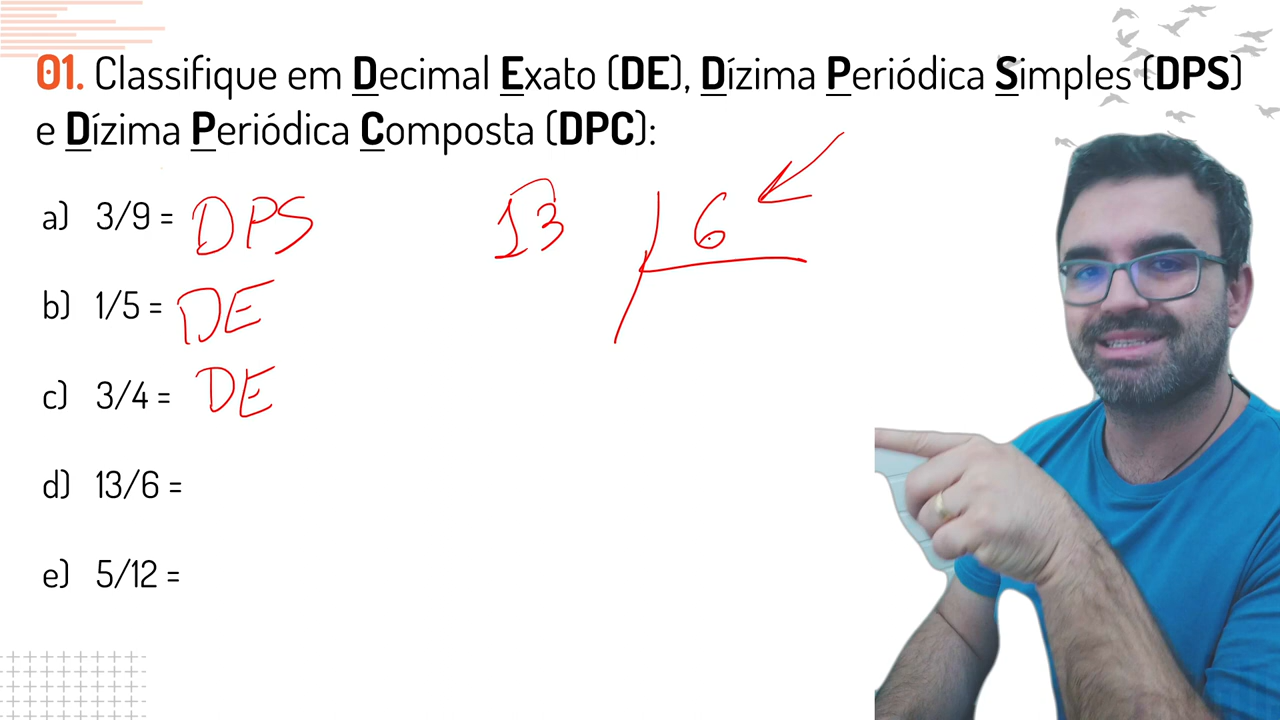 01. Classifique em Decimal Exato (DE), Dízima Periódica Simples (DPS)
e Dízima Periódica Composta (DPC):
a) 3/9 = DPS
13 6
b) 1/5 = DE
c) 3/4 = DE
d) 13/6 =
e) 5/12 =